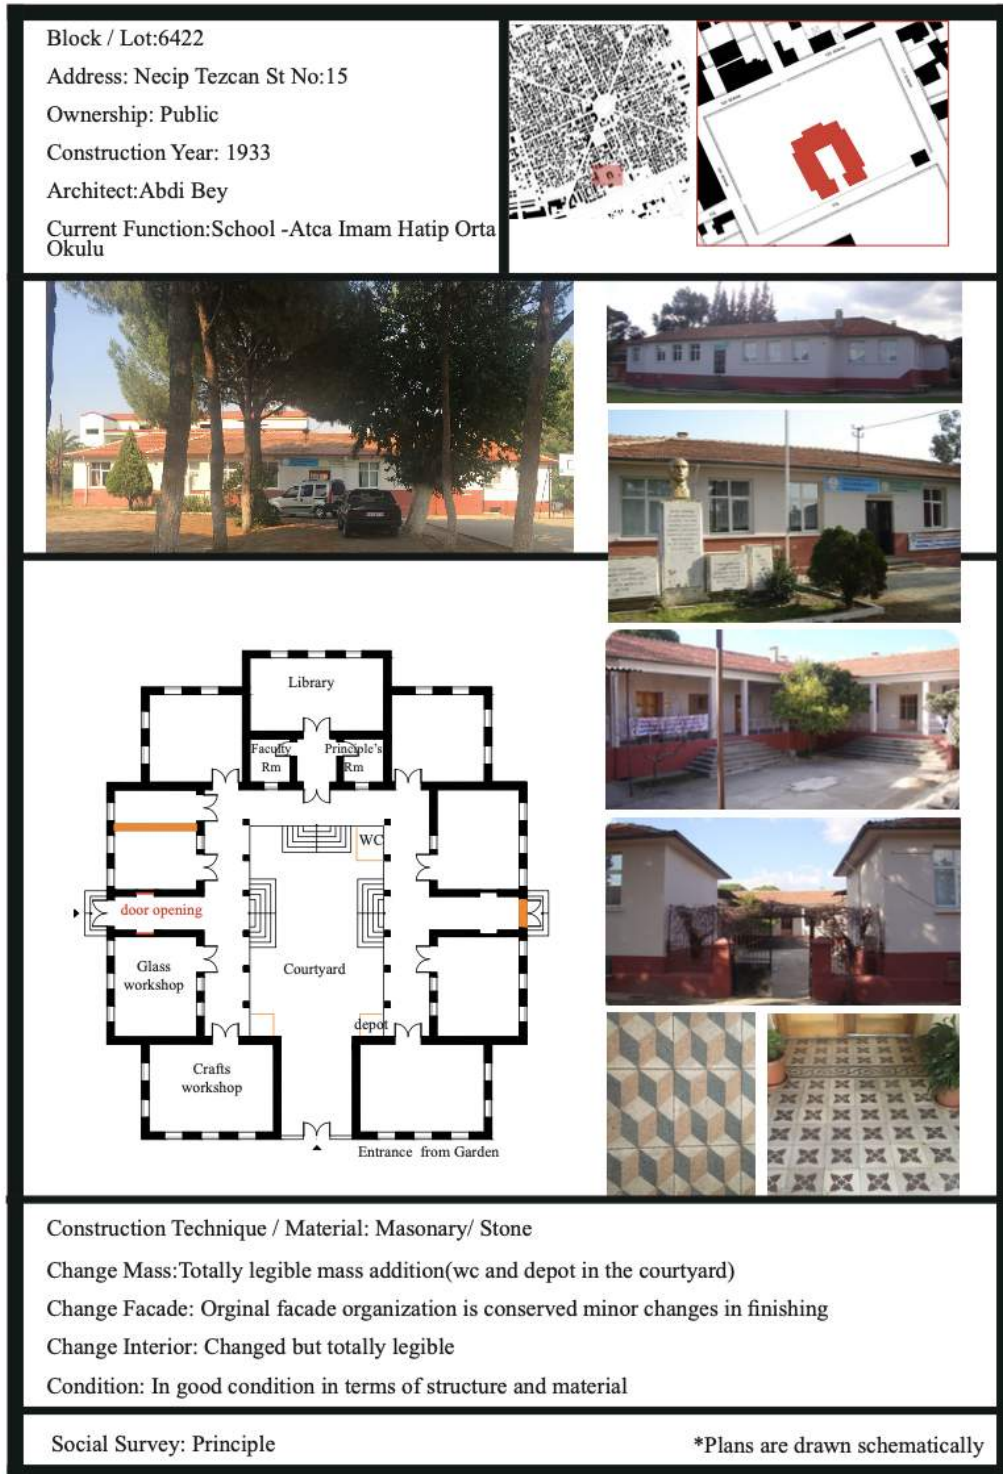 Block / Lot:6422
Address: Necip Tezcan St No:15
Ownership: Public
Construction Year: 1933
Architect:Abdi Bey
Current Function:School -Atca Imam Hatip Orta
Okulu
Library
Faculty
Rm
Principle's
Rm
WC
door opening
Glass
workshop
Courtyard
depot
Crafts
workshop
Entrance from Garden
Construction Technique / Material: Masonary/ Stone
Change Mass:Totally legible mass addition(wc and depot in the courtyard)
Change Facade: Orginal facade organization is conserved minor changes in finishing
Change Interior: Changed but totally legible
Condition: In good condition in terms of structure and material
Social Survey: Principle
*Plans are drawn schematically